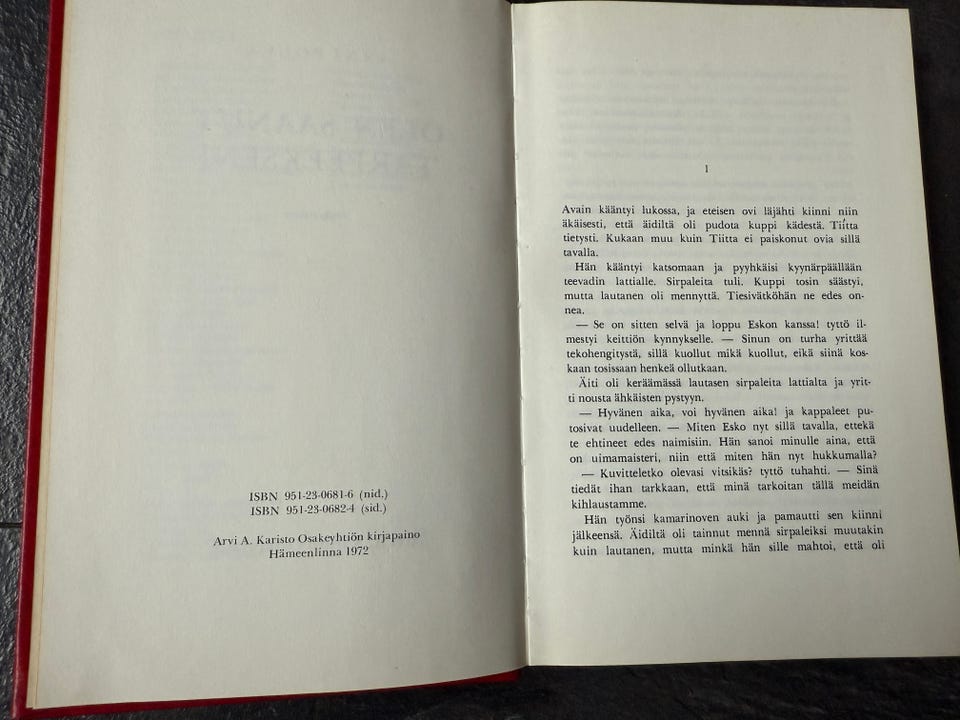 ISBN 951-23-0681-6 (nid.)
ISBN 951-23-0682-4 (sid.)
Arvi A. Karisto Osakeyhtiön kirjapaino
Hämeenlinna 1972
1
Avain kääntyi lukossa, ja eteisen ovi läjähti kiinni niin
äkäisesti, että äidiltä oli pudota kuppi kädestä. Tiitta
tietysti. Kukaan muu kuin Tiitta ei paiskonut ovia sillä
tavalla.
Hän kääntyi katsomaan ja pyyhkäisi kyynärpäällään
teevadin lattialle. Sirpaleita tuli. Kuppi tosin säästyi,
mutta lautanen oli mennyttä. Tiesivätköhän ne edes on-
nea.
— Se on sitten selvä ja loppu Eskon kanssa! tyttö il-
mestyi keittiön kynnykselle. — Sinun on turha yrittää
tekohengitystä, sillä kuollut mikä kuollut, eikä siinä kos-
kaan tosissaan henkeä ollutkaan.
Äiti oli keräämässä lautasen sirpaleita lattialta ja yrit-
ti nousta ähkäisten pystyyn.
— Hyvänen aika, voi hyvänen aika! ja kappaleet pu-
tosivat uudelleen. — Miten Esko nyt sillä tavalla, ettekä
te ehtineet edes naimisiin. Hän sanoi minulle aina, että
on uimamaisteri, niin että miten hän nyt hukkumalla?
— Kuvitteletko olevasi vitsikäs? tyttö tuhahti. — Sinä
tiedät ihan tarkkaan, että minä tarkoitan tällä meidän
kihlaustamme.
Hän työnsi kamarinoven auki ja pamautti sen kiinni
jälkeensä. Äidiltä oli tainnut mennä sirpaleiksi muutakin
kuin lautanen, mutta minkä hän sille mahtoi, että oli